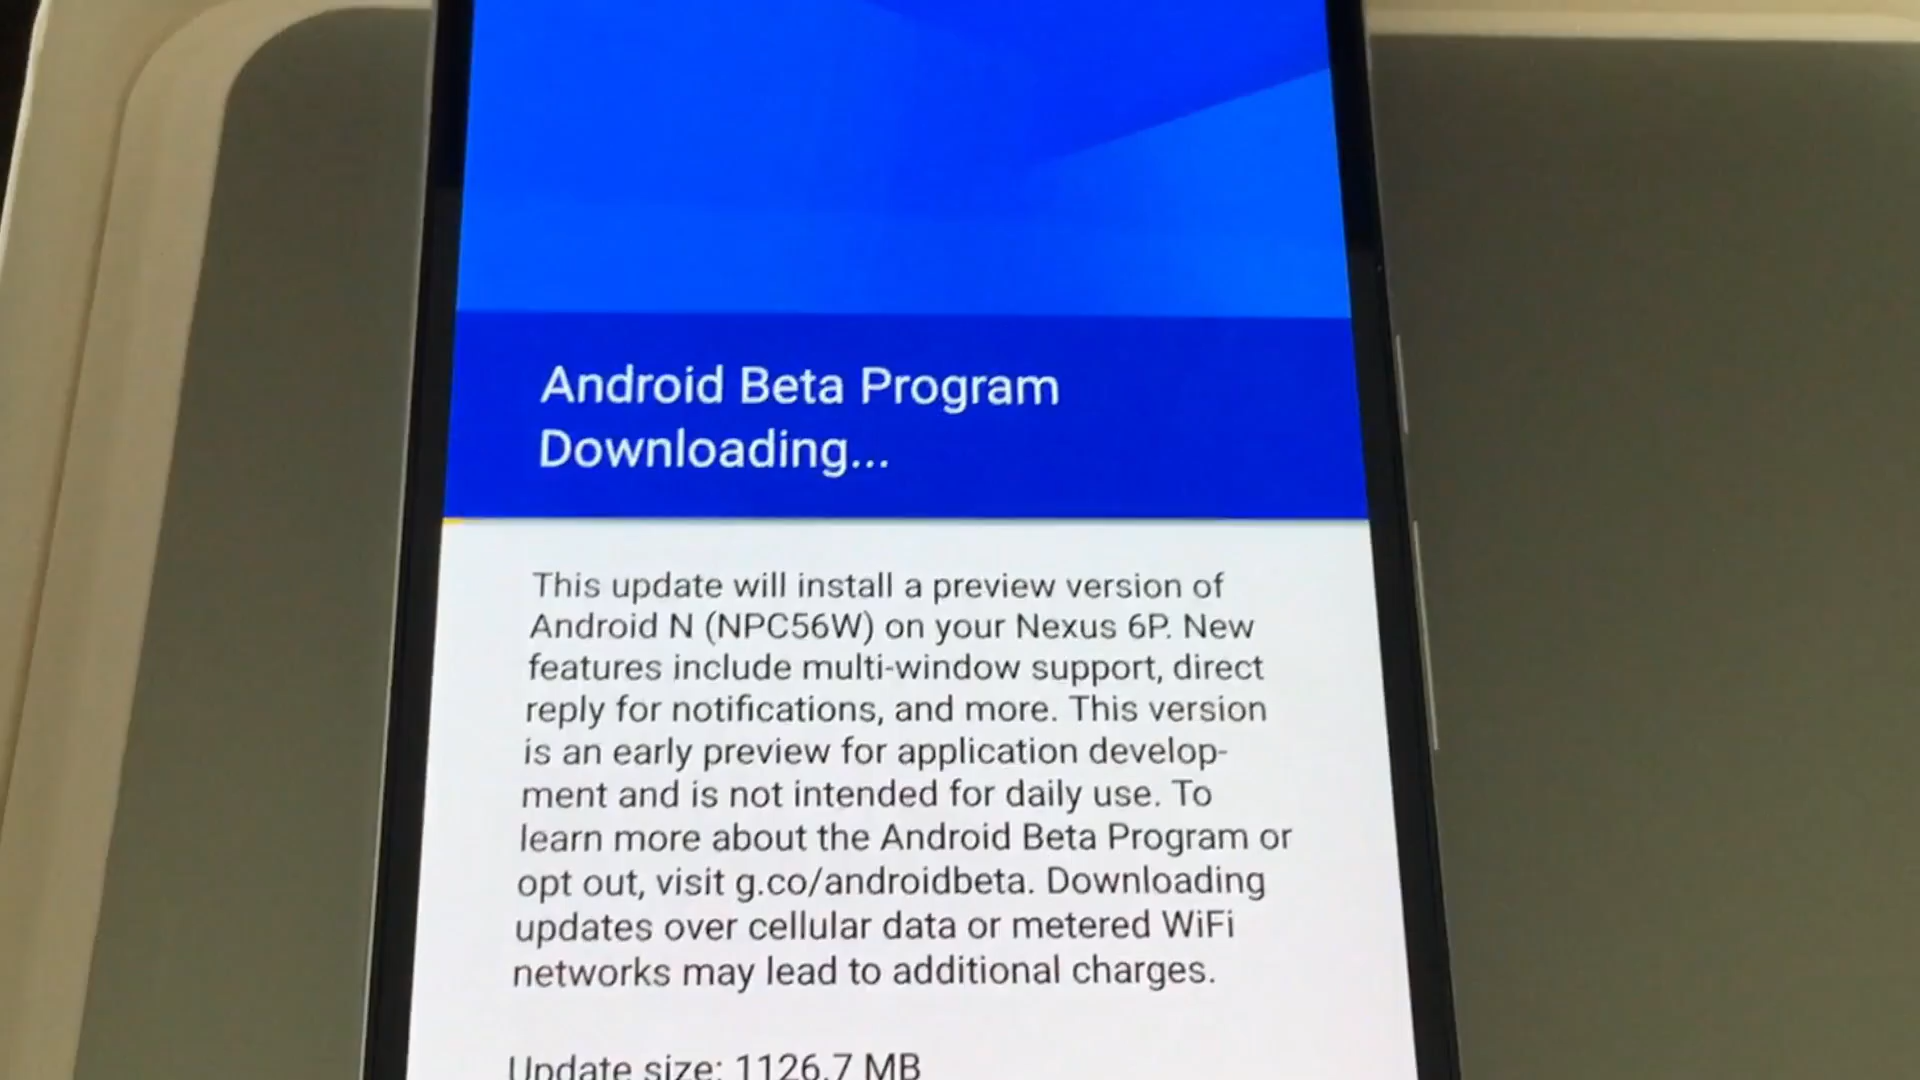 Android Beta Program
Downloading...
This update will install a preview version of
Android N (NPC56W) on your Nexus 6P. New
features include multi-window support, direct
reply for notifications, and more. This version
is an early preview for application develop-
ment and is not intended for daily use. To
learn more about the Android Beta Program or
opt out, visit g.co/androidbeta. Downloading
updates over cellular data or metered WiFi
networks may lead to additional charges.
Update size: 1126.7 MB